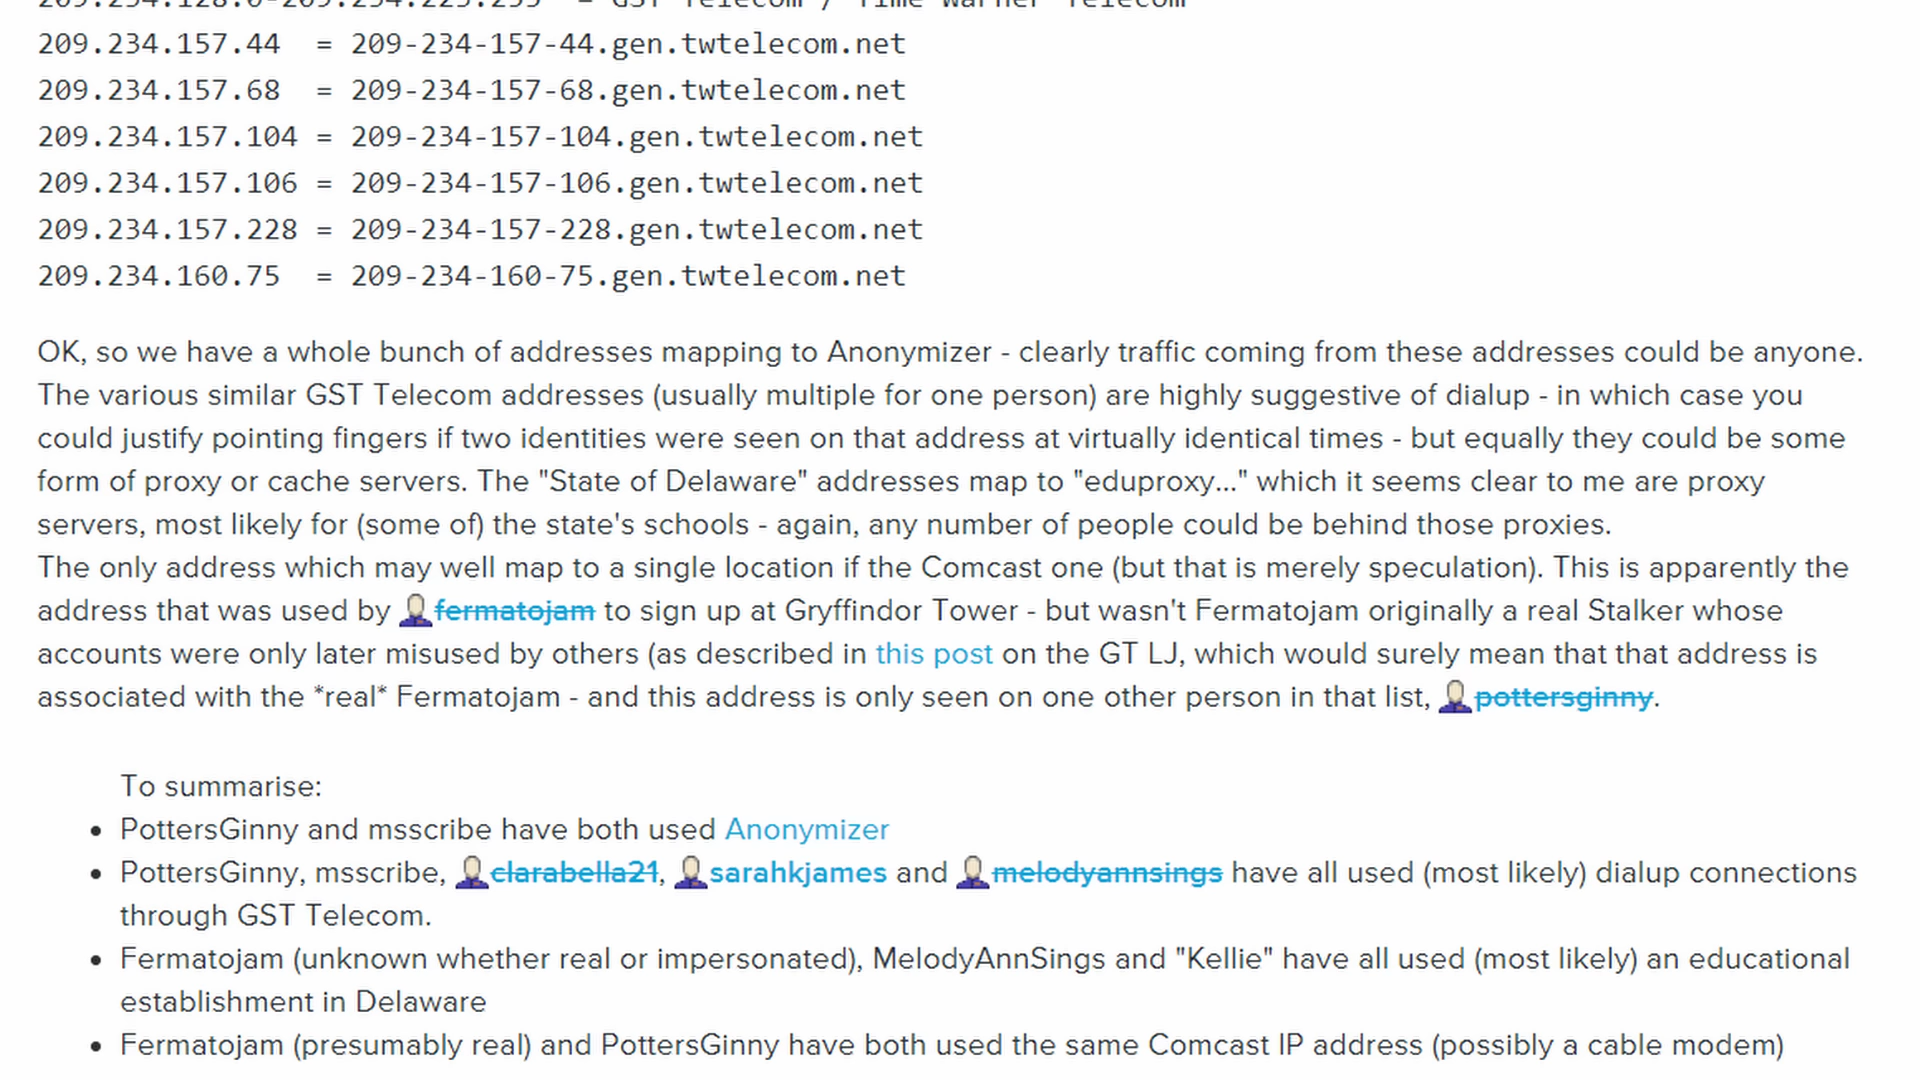 209.234.128.0-209.234.223.255  = GST Telecom / Time Warner Telecom
209.234.157.44  = 209-234-157-44.gen.twtelecom.net
209.234.157.68  = 209-234-157-68.gen.twtelecom.net
209.234.157.104 = 209-234-157-104.gen.twtelecom.net
209.234.157.106 = 209-234-157-106.gen.twtelecom.net
209.234.157.228 = 209-234-157-228.gen.twtelecom.net
209.234.160.75  = 209-234-160-75.gen.twtelecom.net
OK, so we have a whole bunch of addresses mapping to Anonymizer - clearly traffic coming from these addresses could be anyone.
The various similar GST Telecom addresses (usually multiple for one person) are highly suggestive of dialup - in which case you
could justify pointing fingers if two identities were seen on that address at virtually identical times - but equally they could be some
form of proxy or cache servers. The "State of Delaware" addresses map to "eduproxy..." which it seems clear to me are proxy
servers, most likely for (some of) the state's schools - again, any number of people could be behind those proxies.
The only address which may well map to a single location if the Comcast one (but that is merely speculation). This is apparently the
address that was used by fermatojam to sign up at Gryffindor Tower - but wasn't Fermatojam originally a real Stalker whose
accounts were only later misused by others (as described in this post on the GT LJ, which would surely mean that that address is
associated with the *real* Fermatojam - and this address is only seen on one other person in that list, pottersginny.
To summarise:
• PottersGinny and msscribe have both used Anonymizer
• PottersGinny, msscribe, clarabella21, sarahkjames and melodyannsings have all used (most likely) dialup connections
through GST Telecom.
• Fermatojam (unknown whether real or impersonated), MelodyAnnSings and "Kellie" have all used (most likely) an educational
establishment in Delaware
• Fermatojam (presumably real) and PottersGinny have both used the same Comcast IP address (possibly a cable modem)